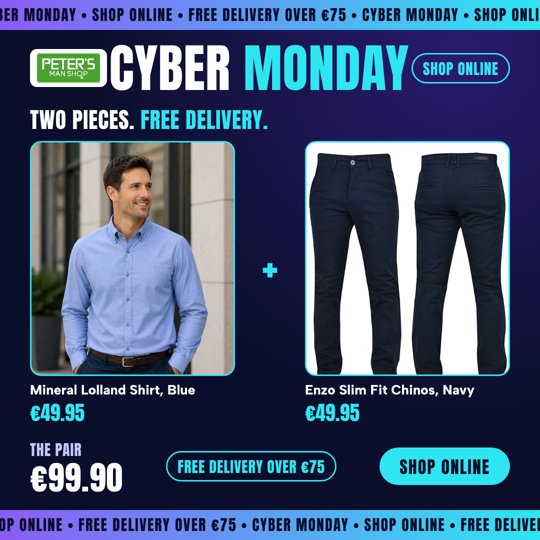 BER MONDAY • SHOP ONLINE • FREE DELIVERY OVER €75 • CYBER MONDAY • SHOP ONLI
PETER'S
MAN SHOP
CYBER MONDAY
SHOP ONLINE
TWO PIECES. FREE DELIVERY.
Mineral Lolland Shirt, Blue
€49.95
+
Enzo Slim Fit Chinos, Navy
€49.95
THE PAIR
€99.90
FREE DELIVERY OVER €75
SHOP ONLINE
OP ONLINE • FREE DELIVERY OVER €75 • CYBER MONDAY • SHOP ONLINE • FREE DELIVER